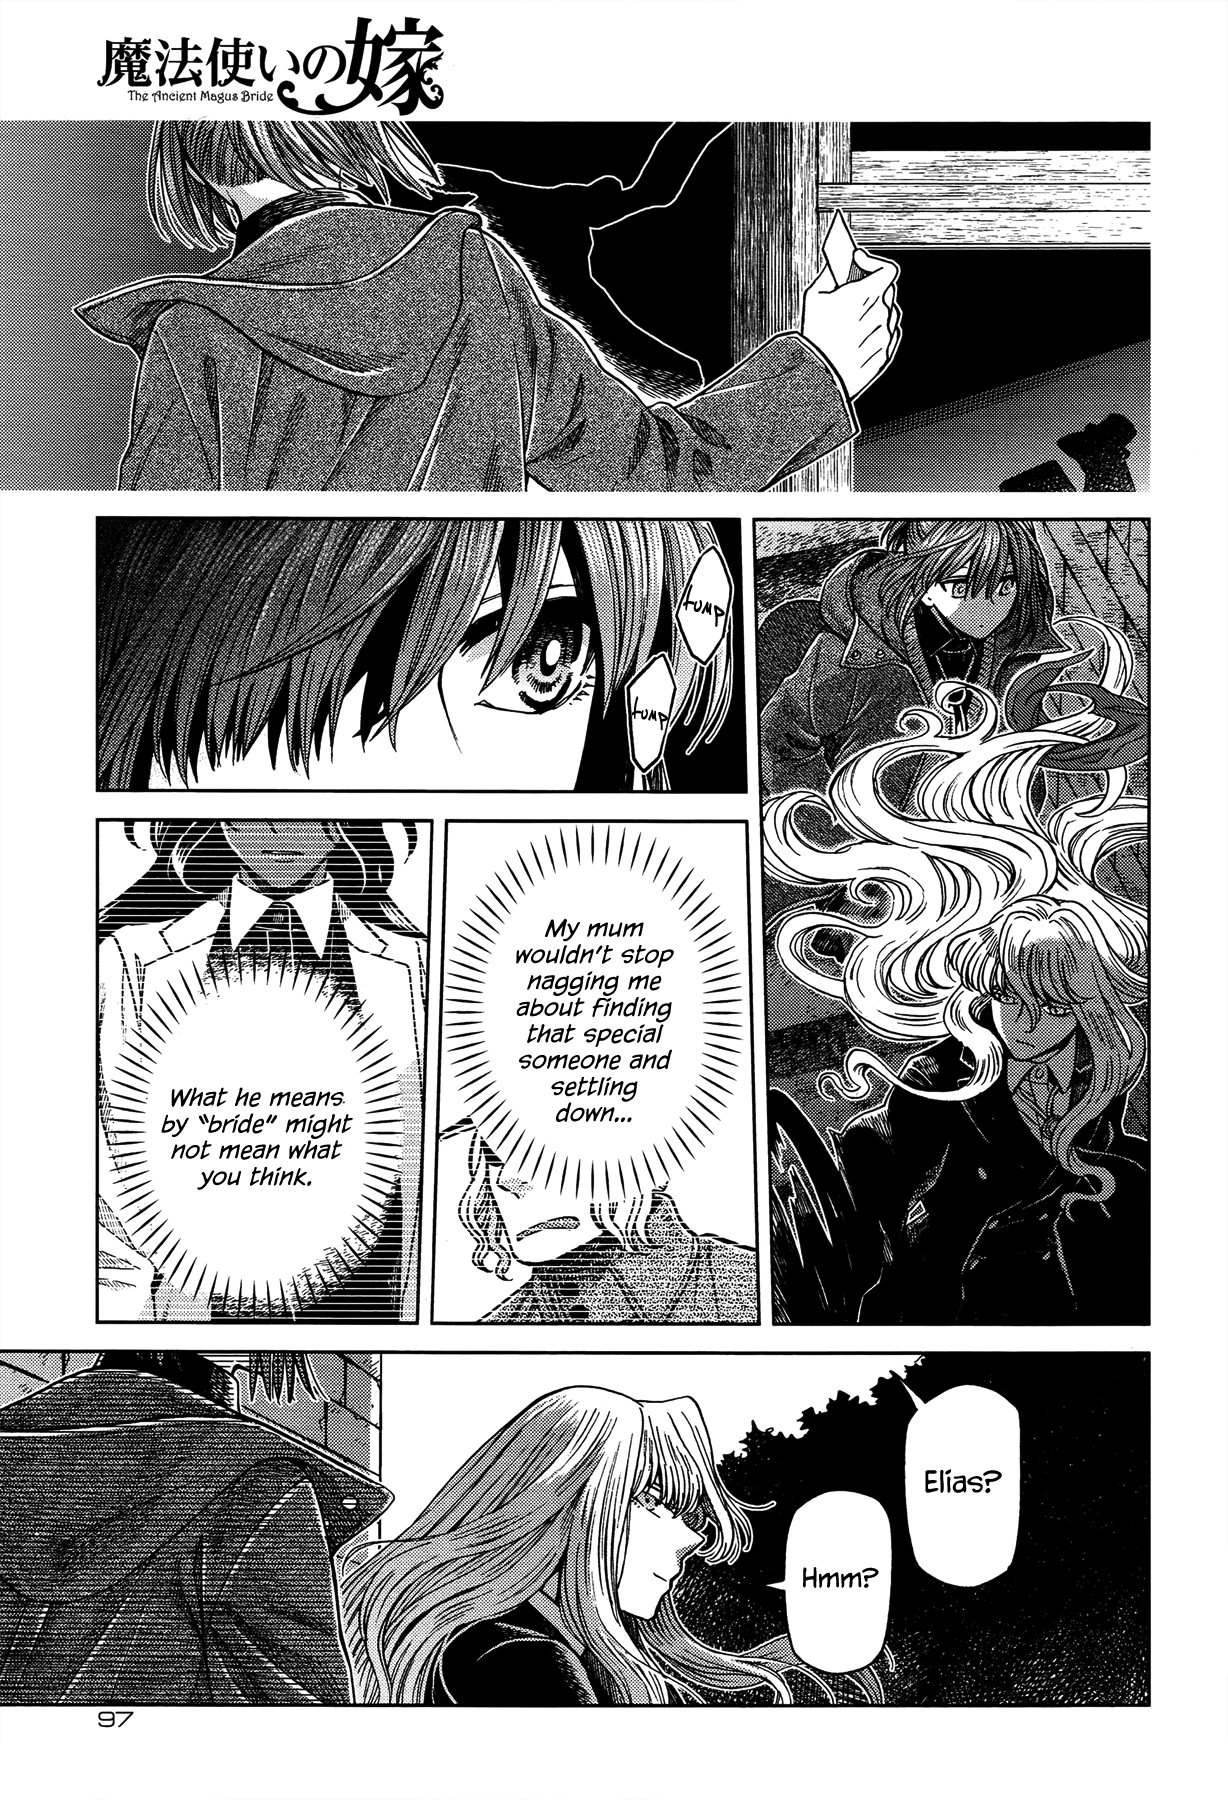 魔法使いの嫁
The Ancient Magus Bride
tump
tump
My mum
wouldn't stop
nagging me
about finding
that special
someone and
settling
down...
What he means
by "bride" might
not mean what
you think.
Elias?
Hmm?
97